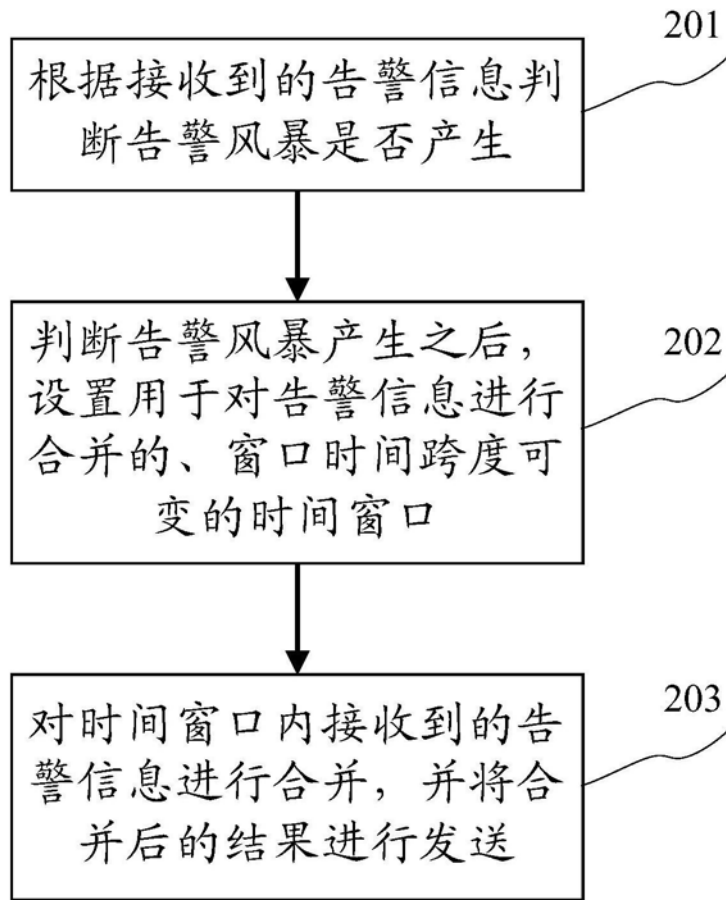 201
根据接收到的告警信息判
断告警风暴是否产生
202
判断告警风暴产生之后，
设置用于对告警信息进行
合并的、窗口时间跨度可
变的时间窗口
203
对时间窗口内接收到的告
警信息进行合并，并将合
并后的结果进行发送